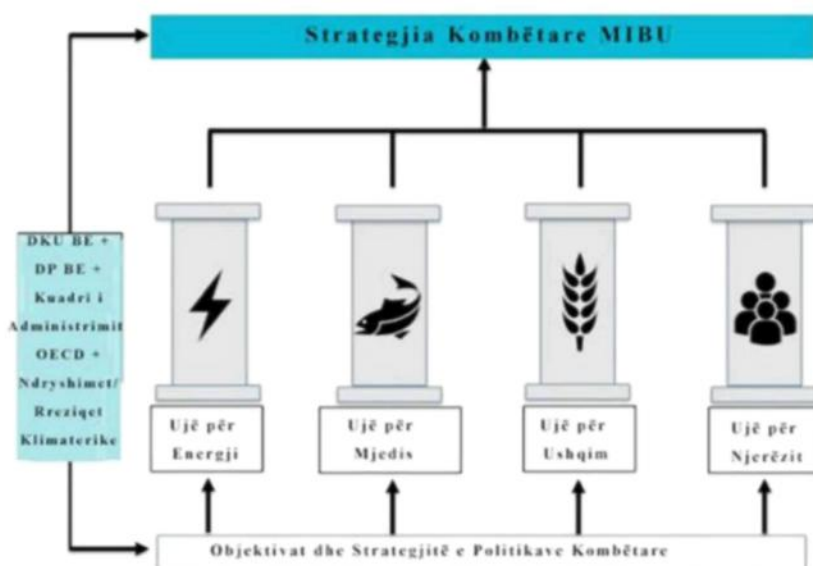 Strategjia Kombëtare MIBU
DKU BE +
DP BE +
Kuadri i
Administrimit
OECD +
Ndryshimet/
Rreziqet
Klimaterike
Ujë për
Energji
Ujë për
Mjedis
Ujë për
Ushqim
Ujë për
Njerëzit
Objektivat dhe Strategjitë e Politikave Kombëtare